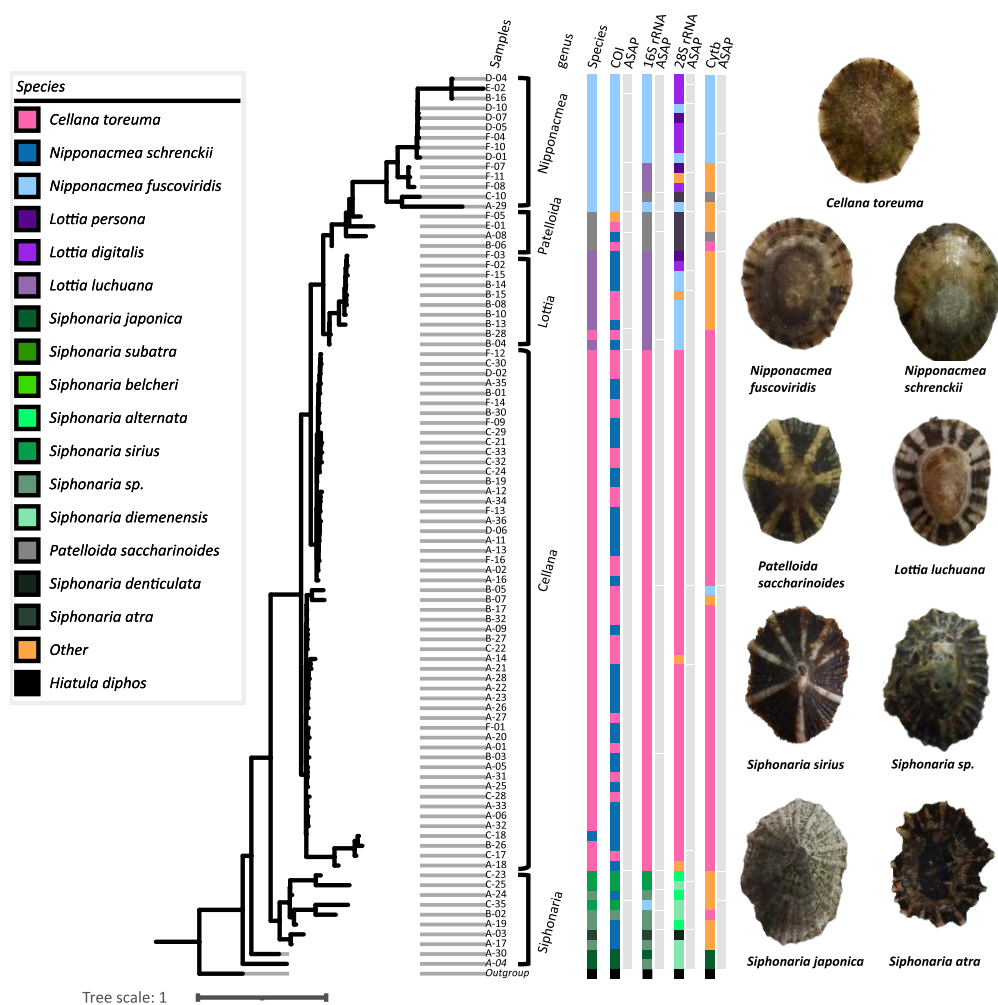 Species
Cellana toreuma
Nipponacmea schrenckii
Nipponacmea fuscoviridis
Lottia persona
Lottia digitalis
Lottia luchuana
Siphonaria japonica
Siphonaria subatra
Siphonaria belcheri
Siphonaria alternata
Siphonaria sirius
Siphonaria sp.
Siphonaria diemenensis
Patelloida saccharinoides
Siphonaria denticulata
Siphonaria atra
Other
Hiatula diphos
Samples
genus
Species
COI
ASAP
16S rRNA
ASAP
28S rRNA
ASAP
Cytb
ASAP
D-04
E-02
B-16
D-10
D-07
D-05
F-04
F-10
D-01
F-07
F-11
F-08
C-10
A-29
F-05
E-01
A-08
B-06
F-03
F-02
F-15
B-14
B-15
B-08
B-10
B-13
B-28
B-04
F-12
C-30
D-02
A-35
B-01
F-14
B-30
F-09
C-29
C-21
C-33
C-32
C-24
B-19
A-12
A-34
F-13
A-36
D-06
A-11
A-13
F-16
A-02
A-16
B-05
B-07
B-17
B-32
A-09
B-27
C-22
A-14
A-21
A-28
A-22
A-23
A-26
A-27
F-01
A-20
A-01
B-03
A-05
A-31
A-25
C-28
A-33
A-06
A-32
C-18
B-26
C-17
A-18
C-23
C-25
A-24
C-35
B-02
A-19
A-03
A-17
A-30
A-04
Outgroup
Nipponacmea
Patelloida
Lottia
Cellana
Siphonaria
Cellana toreuma
Nipponacmea
fuscoviridis
Nipponacmea
schrenckii
Patelloida
saccharinoides
Lottia luchuana
Siphonaria sirius
Siphonaria sp.
Siphonaria japonica
Siphonaria atra
Tree scale: 1